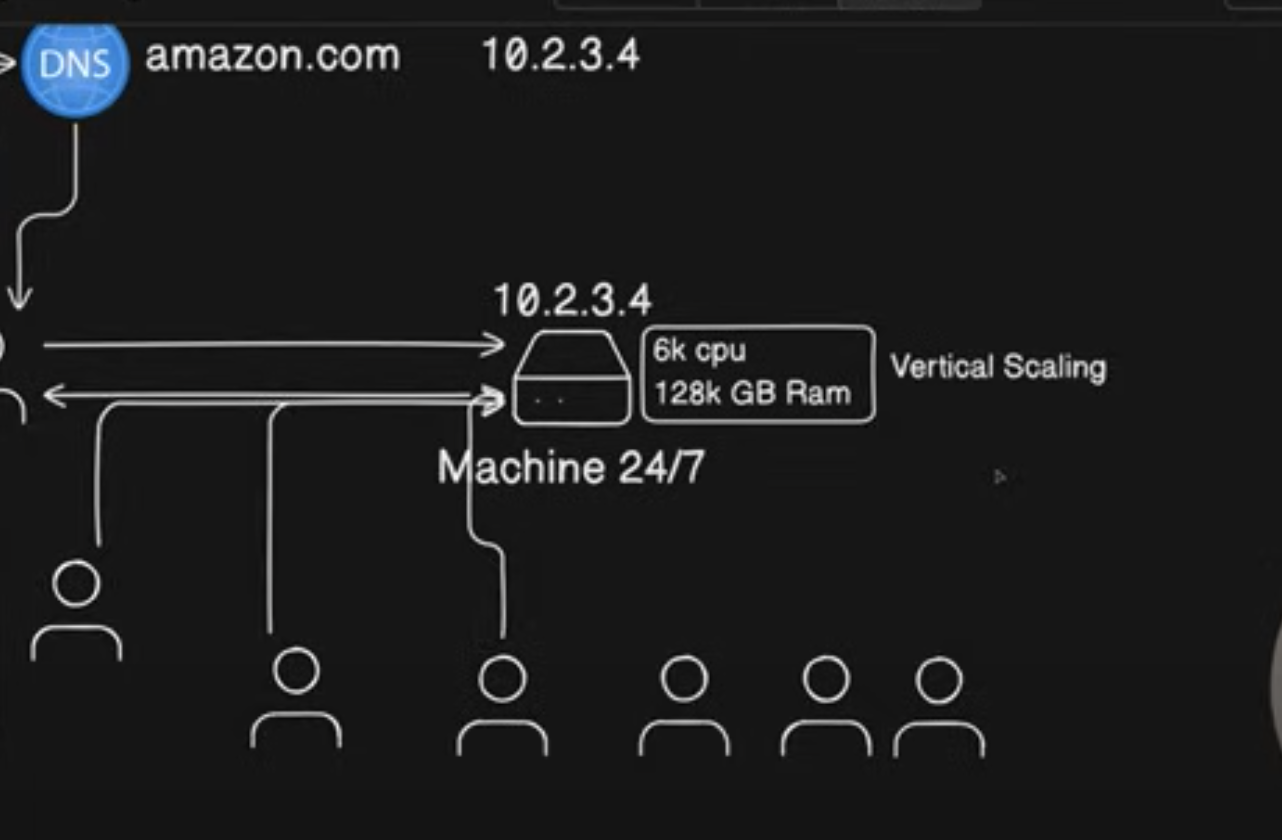 DNS amazon.com 10.2.3.4
10.2.3.4
6k cpu
128k GB Ram
Vertical Scaling
Machine 24/7